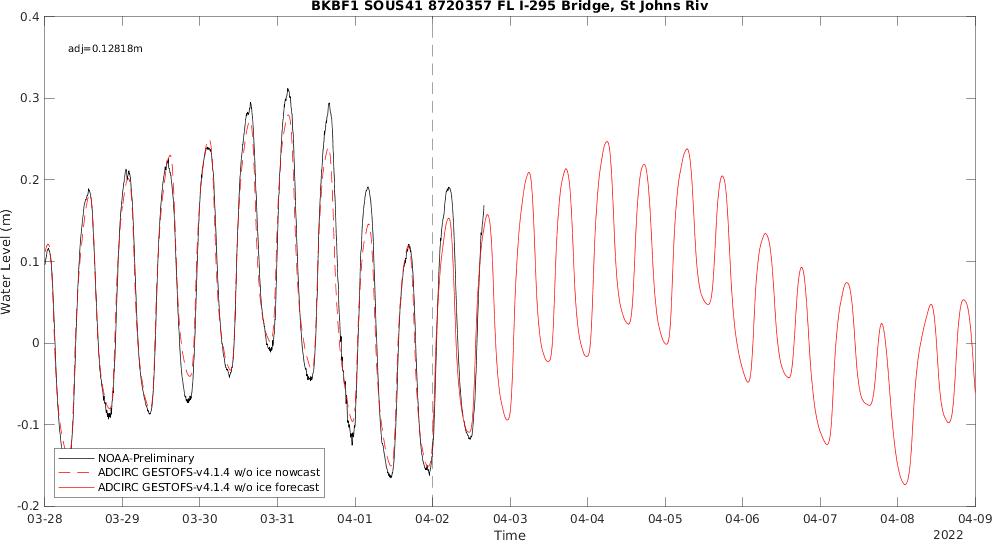 BKBF1 SOUS41 8720357 FL I-295 Bridge, St Johns Riv
adj=0.12818m
Water Level (m)
0.4
0.3
0.2
0.1
0
-0.1
-0.2
NOAA-Preliminary
ADCIRC GESTOFS-v4.1.4 w/o ice nowcast
ADCIRC GESTOFS-v4.1.4 w/o ice forecast
03-28 03-29 03-30 03-31 04-01 04-02 04-03 04-04 04-05 04-06 04-07 04-08 04-09
Time
2022